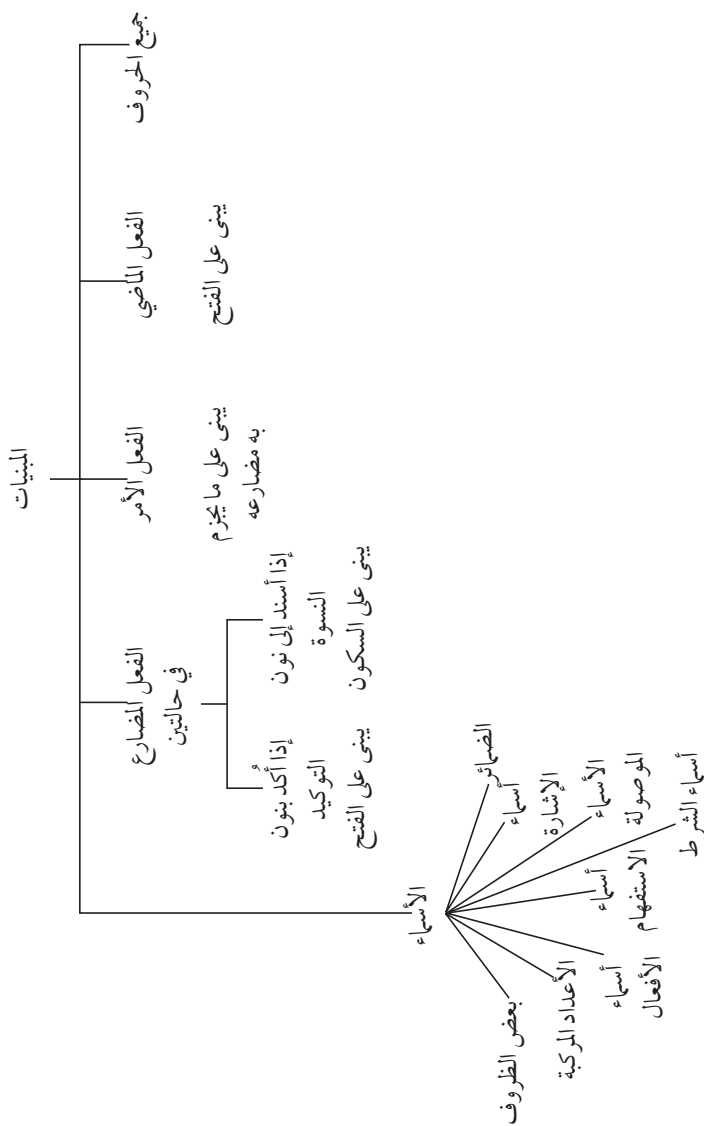 المبنيات
جميع الحروف
الفعل الماضي
يبنى على الفتح
الفعل الأمر
يبنى على ما يجزم
به مضارعه
الفعل المضارع
في حالتين
إذا أسند إلى نون
النسوة
يبنى على السكون
إذا أُكد بنون
التوكيد
يبنى على الفتح
الأسماء
الضمائر
أسماء
الإشارة
الأسماء
الموصولة
أسماء الشرط
أسماء
الاستفهام
أسماء
الأفعال
الأعداد المركبة
بعض الظروف